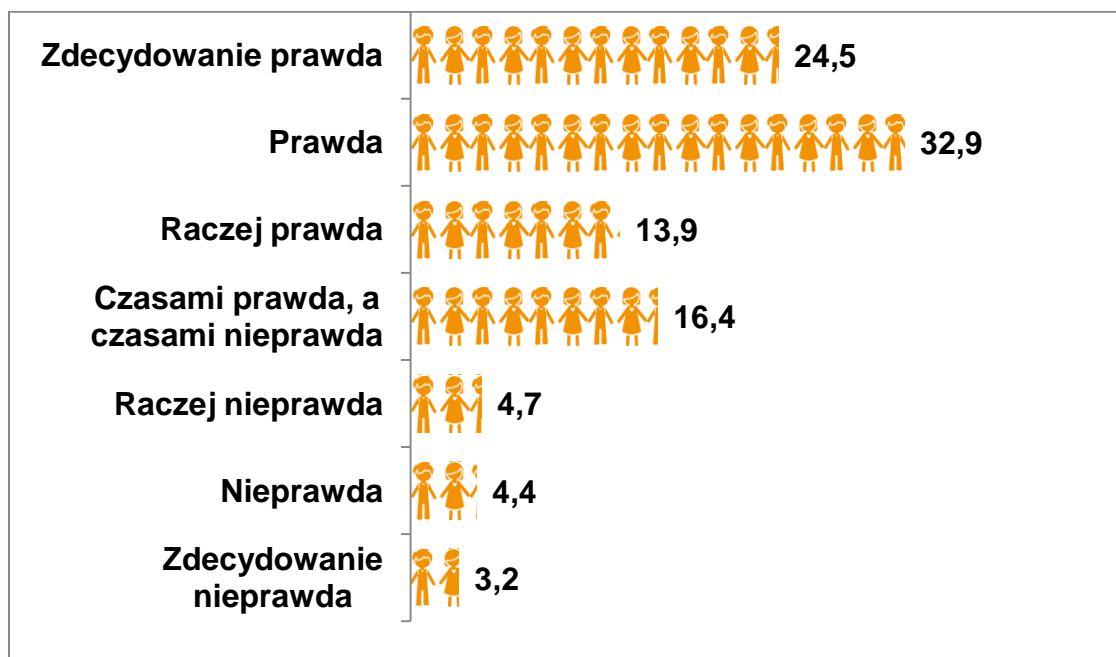 Zdecydowanie prawda 24,5
Prawda 32,9
Raczej prawda 13,9
Czasami prawda, a
czasami nieprawda 16,4
Raczej nieprawda 4,7
Nieprawda 4,4
Zdecydowanie
nieprawda 3,2